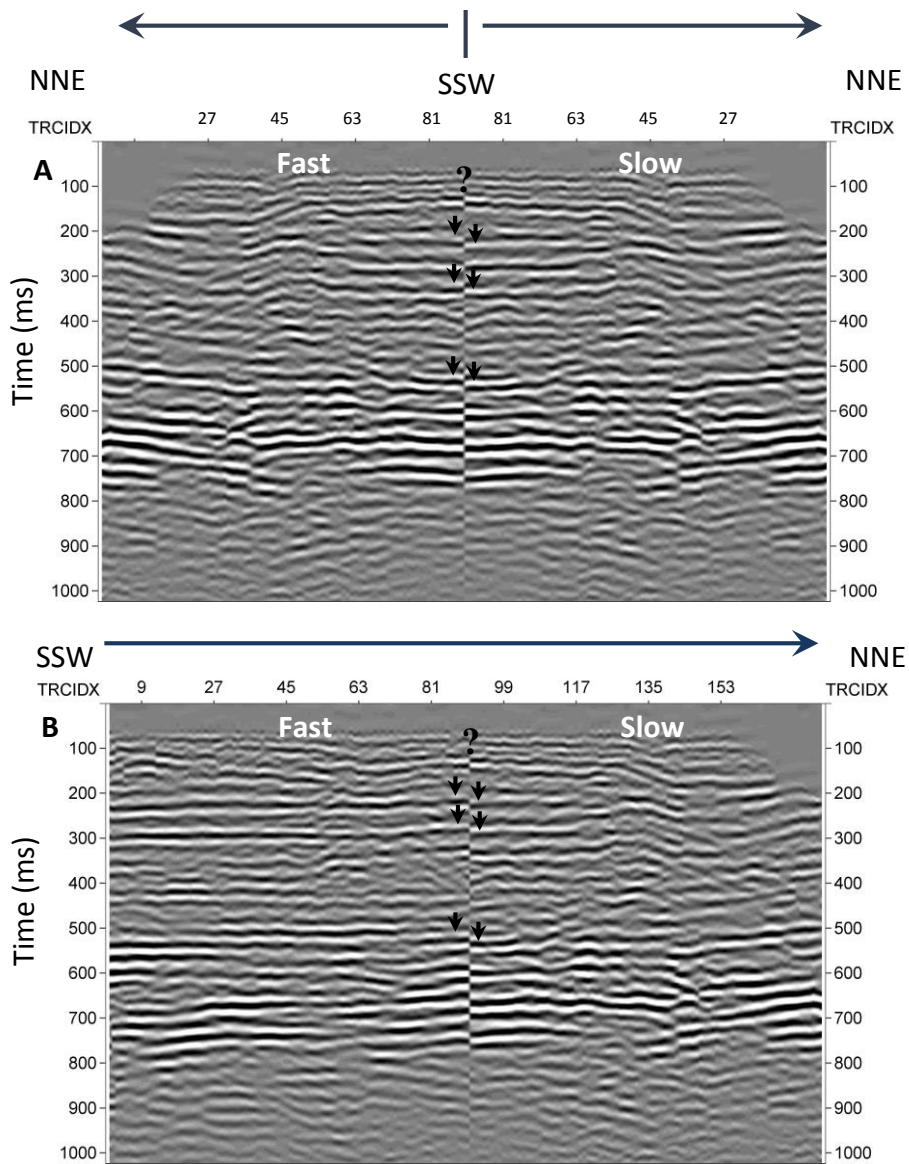 SSW
NNE NNE
TRCIDX 27 45 63 81 81 63 45 27 TRCIDX
A Fast ? Slow
100 100
200 200
300 300
400 400
500 500
600 600
700 700
800 800
900 900
1000 1000
Time (ms)
SSW NNE
TRCIDX 9 27 45 63 81 99 117 135 153 TRCIDX
B Fast ? Slow
100 100
200 200
300 300
400 400
500 500
600 600
700 700
800 800
900 900
1000 1000
Time (ms)